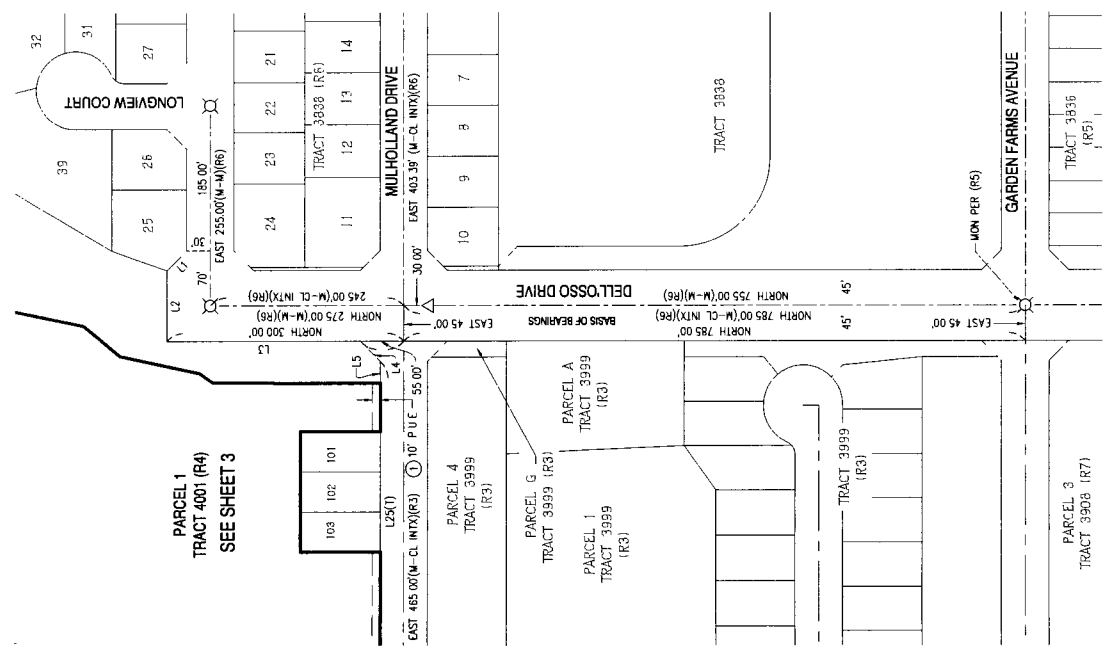 32
31
27
LONGVIEW COURT
39
26
25
185.00'
EAST 255.00'(M-M)(R6)
30'
70'
L1
L2
21
22
23
24
TRACT 3838 (R6)
14
13
12
11
MULHOLLAND DRIVE
EAST 403.39' (M-CL INTX)(R6)
30.00'
7
8
9
10
TRACT 3838
GARDEN FARMS AVENUE
TRACT 3836
(R5)
MON PER (R5)
NORTH 300.00'
NORTH 275.00'(M-M)(R6)
245.00'(M-CL INTX)(R6)
L3
L4
L5
55.00'
EAST 45.00'
DELL'OSSO DRIVE
BASIS OF BEARINGS
NORTH 755.00'(M-M)(R6)
NORTH 785.00'(M-CL INTX)(R6)
NORTH 785.00'
45'
45'
EAST 45.00'
PARCEL 1
TRACT 4001 (R4)
SEE SHEET 3
101
102
103
L25(T)
1
10' PUE
EAST 465.00'(M-CL INTX)(R3)
PARCEL 4
TRACT 3999
(R3)
PARCEL G
TRACT 3999 (R3)
PARCEL A
TRACT 3999
(R3)
PARCEL 1
TRACT 3999
(R3)
TRACT 3999
(R3)
PARCEL 3
TRACT 3908 (R7)